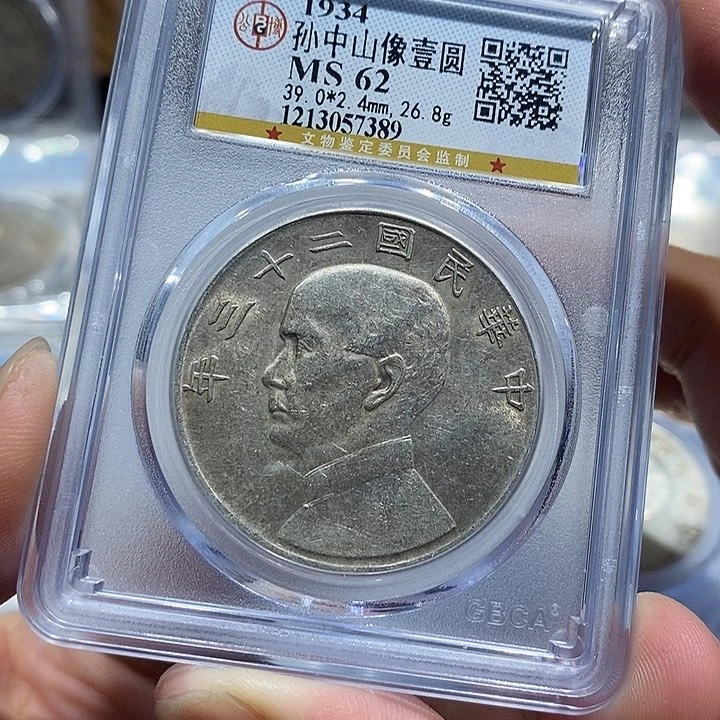 1934
孙中山像壹圆
MS 62
39.0*2.4mm,26.8g
1213057389
文物鉴定委员会监制
中華民國二十三年
GBCA